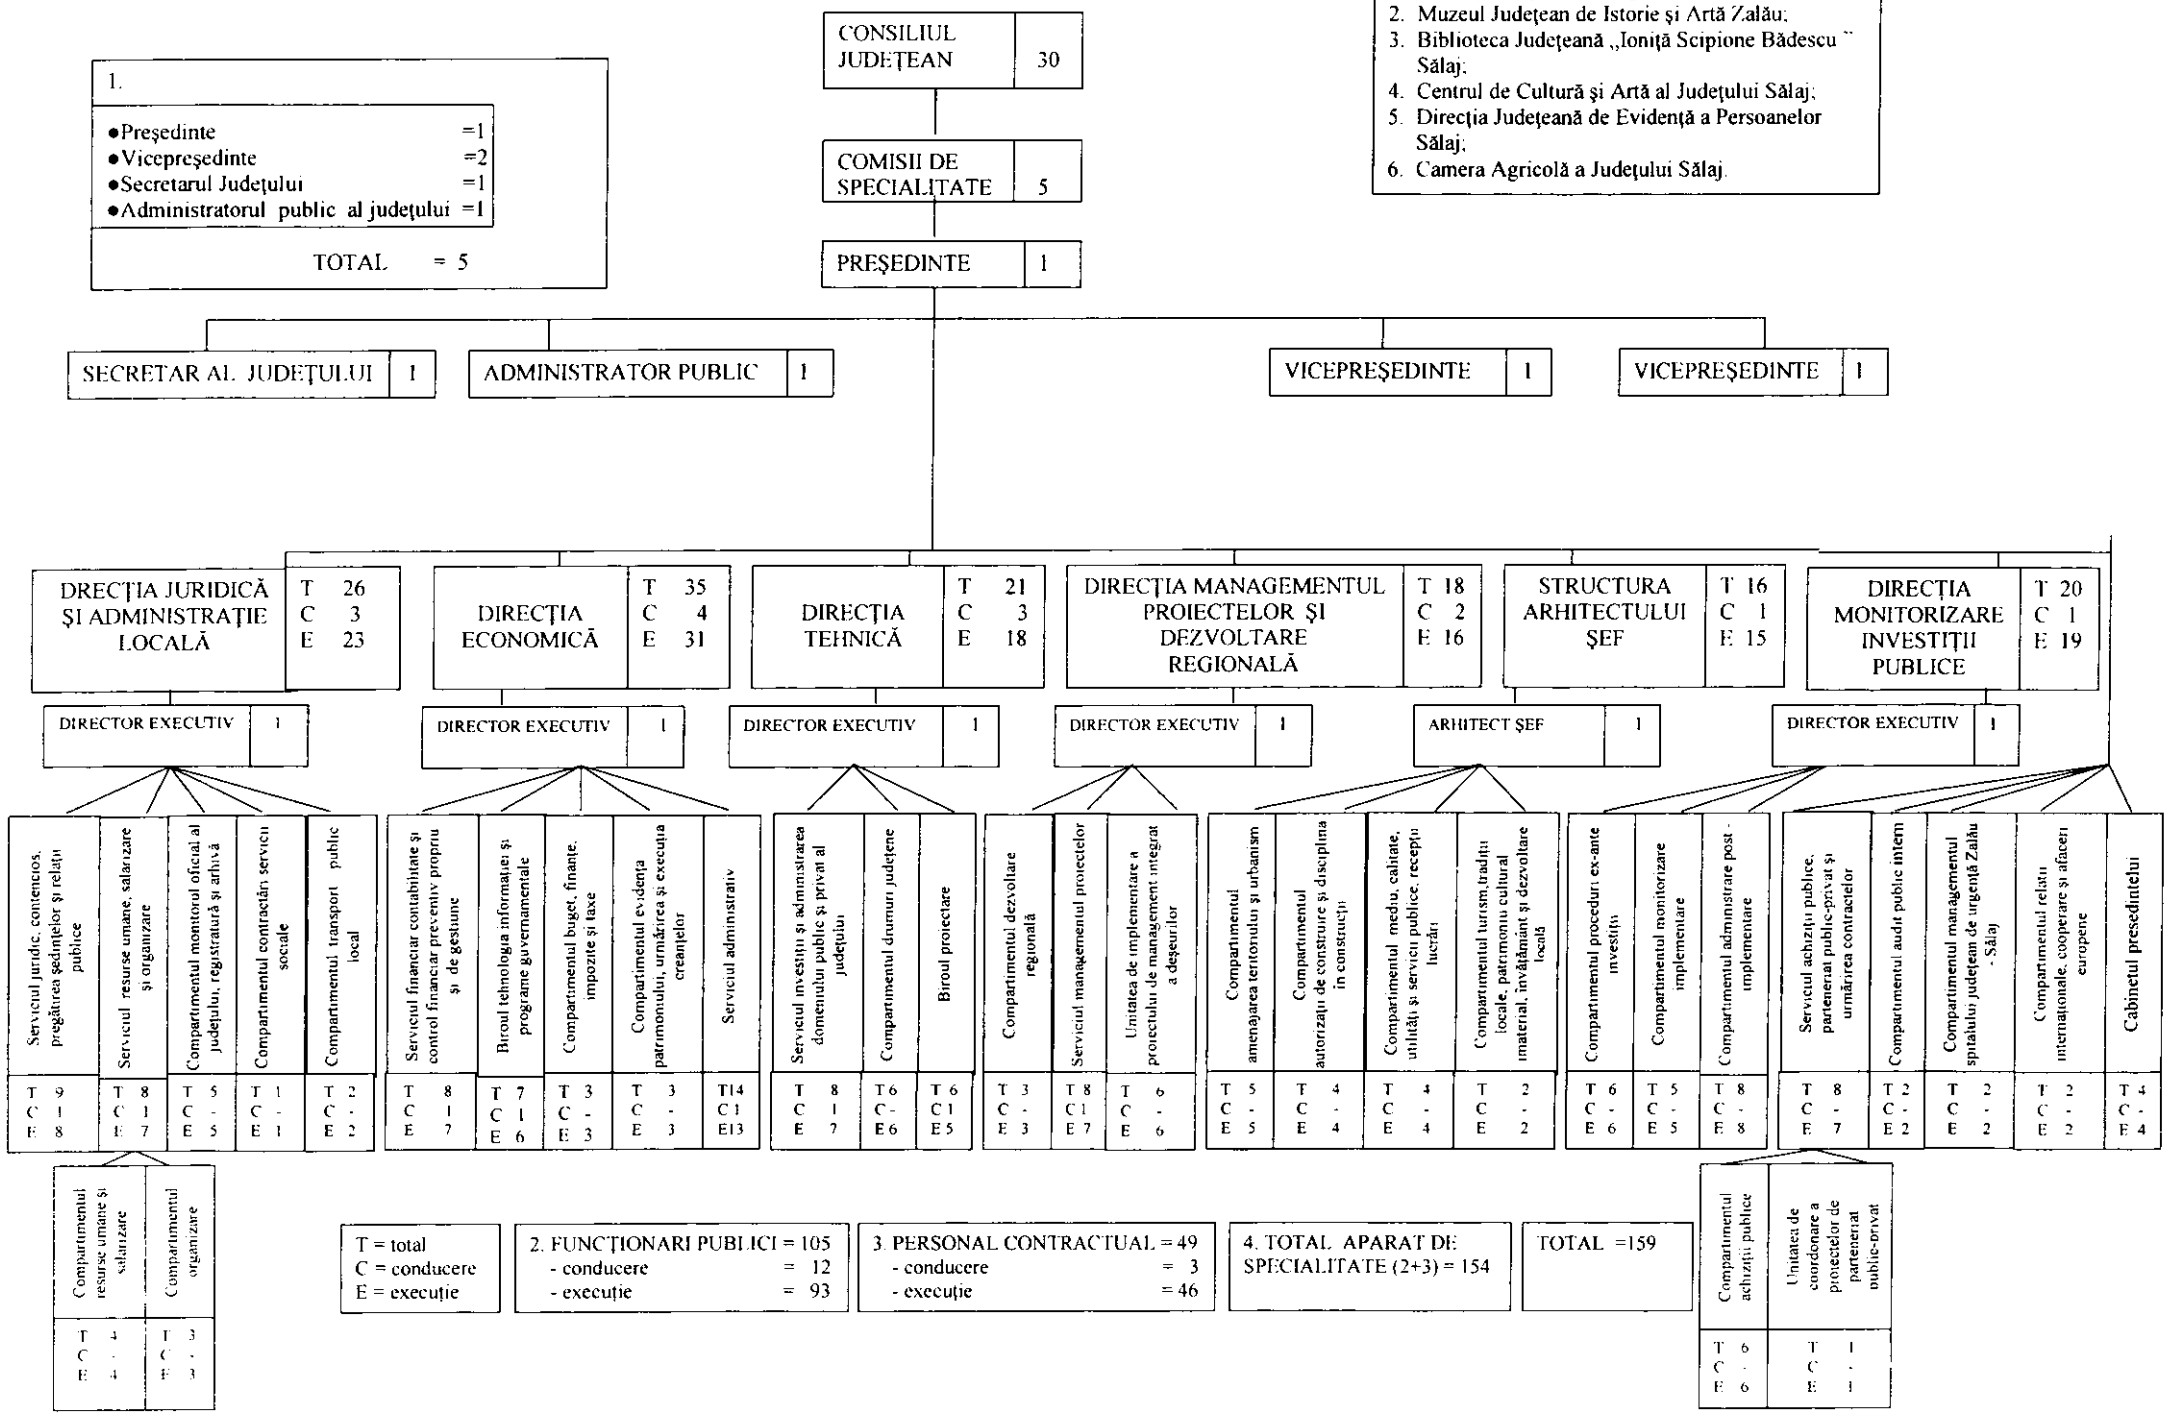 2. Muzeul Județean de Istorie și Artă Zalău;
3. Biblioteca Județeană „Ioniță Scipione Bădescu ”
Sălaj;
4. Centrul de Cultură și Artă al Județului Sălaj;
5. Direcția Județeană de Evidență a Persoanelor
Sălaj;
6. Camera Agricolă a Județului Sălaj.
1.
●Președinte =1
●Vicepreședinte =2
●Secretarul Județului =1
●Administratorul public al județului =1
TOTAL = 5
CONSILIUL
JUDEȚEAN 30
COMISII DE
SPECIALITATE 5
PREȘEDINTE 1
SECRETAR AL JUDEȚULUI 1
ADMINISTRATOR PUBLIC 1
VICEPREȘEDINTE 1
VICEPREȘEDINTE 1
DRECȚIA JURIDICĂ
ȘI ADMINISTRAȚIE
LOCALĂ
T 26
C 3
E 23
DIRECȚIA
ECONOMICĂ
T 35
C 4
E 31
DIRECȚIA
TEHNICĂ
T 21
C 3
E 18
DIRECȚIA MANAGEMENTUL
PROIECTELOR ȘI
DEZVOLTARE
REGIONALĂ
T 18
C 2
E 16
STRUCTURA
ARHITECTULUI
ȘEF
T 16
C 1
E 15
DIRECȚIA
MONITORIZARE
INVESTIȚII
PUBLICE
T 20
C 1
E 19
DIRECTOR EXECUTIV 1
DIRECTOR EXECUTIV 1
DIRECTOR EXECUTIV 1
DIRECTOR EXECUTIV 1
ARHITECT ȘEF 1
DIRECTOR EXECUTIV 1
Serviciul juridic, contencios,
pregătirea ședințelor și relații
publice
T 9
C 1
E 8
Serviciul resurse umane, salarizare
și organizare
T 8
C 1
E 7
Compartimentul monitorul oficial al
județului, registratură și arhivă
T 5
C -
E 5
Compartimentul contractări servicii
sociale
T 1
C -
E 1
Compartimentul transport public
local
T 2
C -
E 2
Serviciul financiar contabilitate și
control financiar preventiv propriu
și de gestiune
T 8
C 1
E 7
Biroul tehnologia informației și
programe guvernamentale
T 7
C 1
E 6
Compartimentul buget, finanțe,
impozite și taxe
T 3
C -
E 3
Compartimentul evidența
patrimoniului, urmărirea și execuția
creanțelor
T 3
C -
E 3
Serviciul administrativ
T14
C1
E13
Serviciul investiții și administrarea
domeniului public și privat al
județului
T 8
C 1
E 7
Compartimentul drumuri județene
T6
C-
E6
Biroul proiectare
T 6
C1
E5
Compartimentul dezvoltare
regională
T 3
C -
E 3
Serviciul managementul proiectelor
T8
C1
E7
Unitatea de implementare a
proiectului de management integrat
a deșeurilor
T 6
C -
E 6
Compartimentul
amenajarea teritoriului și urbanism
T 5
C -
E 5
Compartimentul
autorizații de construire și disciplina
în construcții
T 4
C -
E 4
Compartimentul mediu, calitate,
utilități și servicii publice, recepții
lucrări
T 4
C -
E 4
Compartimentul turism,tradiții
locale, patrimoniu cultural
imaterial, învățământ și dezvoltare
locală
T 2
C -
E 2
Compartimentul proceduri ex-ante
investiții
T 6
C -
E 6
Compartimentul monitorizare
implementare
T 5
C -
E 5
Compartimentul administrare post -
implementare
T 8
C -
E 8
Serviciul achiziții publice,
partenenat public-privat și
urmărirea contractelor
T 8
C -
E 7
Compartimentul audit public intern
T 2
C -
E 2
Compartimentul managementul
spitalului județean de urgență Zalău
- Sălaj
T 2
C -
E 2
Compartimentul relații
internaționale, cooperare și afaceri
europene
T 2
C -
E 2
Cabinetul președintelui
T 4
C -
E 4
Compartimentul
resurse umane și
salarizare
T 4
C -
E 4
Compartimentul
organizare
T 3
C -
E 3
T = total
C = conducere
E = execuție
2. FUNCȚIONARI PUBLICI = 105
- conducere = 12
- execuție = 93
3. PERSONAL CONTRACTUAL = 49
- conducere = 3
- execuție = 46
4. TOTAL APARAT DE
SPECIALITATE (2+3) = 154
TOTAL =159
Compartimentul
achiziții publice
T 6
C -
E 6
Unitatea de
coordonare a
proiectelor de
partenenat
public-privat
T 1
C -
E 1